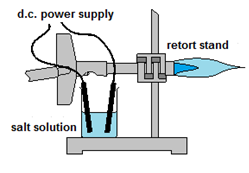 d.c. power supply
retort stand
salt solution